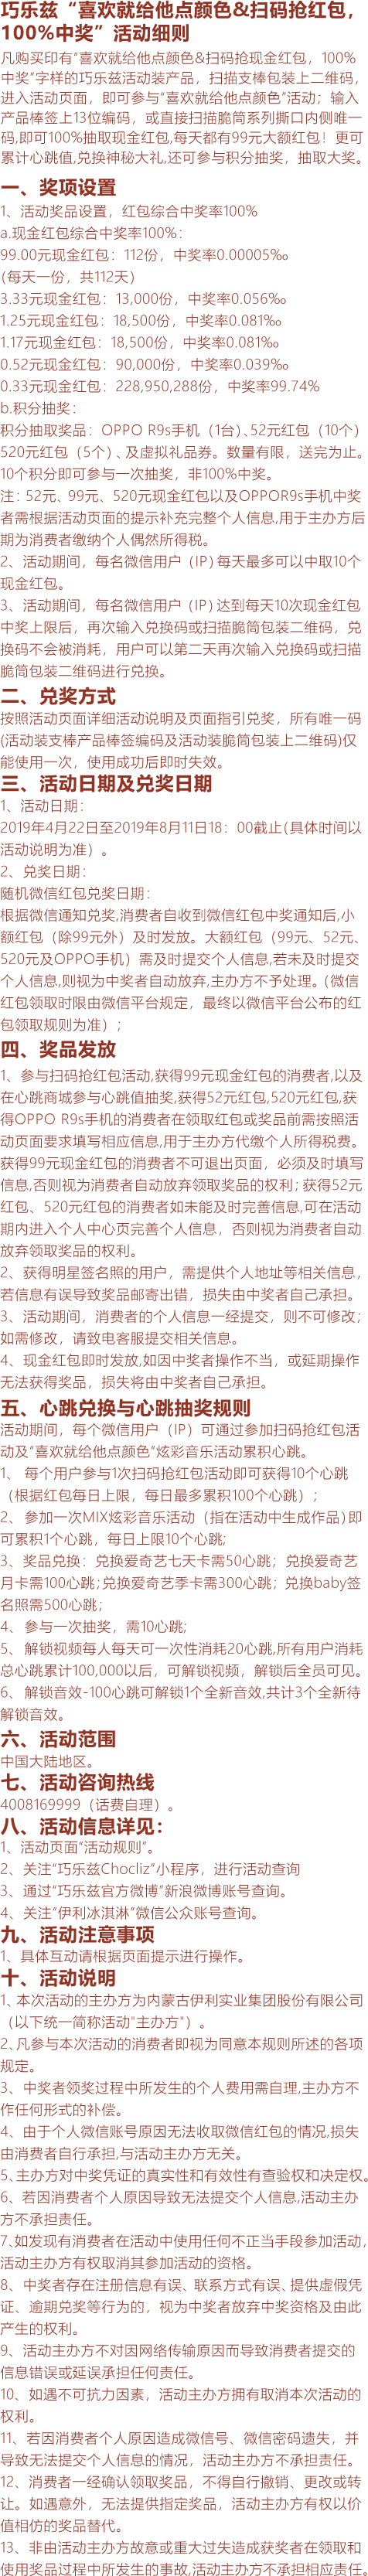 巧乐兹“喜欢就给他点颜色&扫码抢红包，
100%中奖”活动细则
凡购买印有“喜欢就给他点颜色&扫码抢现金红包，100%
中奖”字样的巧乐兹活动装产品，扫描支棒包装上二维码，
进入活动页面，即可参与“喜欢就给他点颜色”活动；输入
产品棒签上13位编码，或直接扫描脆筒系列撕口内侧唯一
码,即可100%抽取现金红包,每天都有99元大额红包！更可
累计心跳值,兑换神秘大礼,还可参与积分抽奖，抽取大奖。
一、奖项设置
1、活动奖品设置，红包综合中奖率100%
a.现金红包综合中奖率100%：
99.00元现金红包：112份，中奖率0.00005‰
(每天一份，共112天)
3.33元现金红包：13,000份，中奖率0.056‰
1.25元现金红包：18,500份，中奖率0.081‰
1.17元现金红包：18,500份，中奖率0.081‰
0.52元现金红包：90,000份，中奖率0.039‰
0.33元现金红包：228,950,288份，中奖率99.74%
b.积分抽奖：
积分抽取奖品：OPPO R9s手机（1台）、52元红包（10个）
520元红包（5个）、及虚拟礼品券。数量有限，送完为止。
10个积分即可参与一次抽奖，非100%中奖。
注：52元、99元、520元现金红包以及OPPOR9s手机中奖
者需根据活动页面的提示补充完整个人信息,用于主办方后
期为消费者缴纳个人偶然所得税。
2、活动期间，每名微信用户（IP）每天最多可以中取10个
现金红包。
3、活动期间，每名微信用户（IP）达到每天10次现金红包
中奖上限后，再次输入兑换码或扫描脆筒包装二维码，兑
换码不会被消耗，用户可以第二天再次输入兑换码或扫描
脆筒包装二维码进行兑换。
二、兑奖方式
按照活动页面详细活动说明及页面指引兑奖，所有唯一码
(活动装支棒产品棒签编码及活动装脆筒包装上二维码)仅
能使用一次，使用成功后即时失效。
三、活动日期及兑奖日期
1、活动日期：
2019年4月22日至2019年8月11日18：00截止(具体时间以
活动说明为准）。
2、兑奖日期：
随机微信红包兑奖日期：
根据微信通知兑奖,消费者自收到微信红包中奖通知后,小
额红包（除99元外）及时发放。大额红包（99元、52元、
520元及OPPO手机）需及时提交个人信息,若未及时提交
个人信息,则视为中奖者自动放弃,主办方不予处理。（微信
红包领取时限由微信平台规定，最终以微信平台公布的红
包领取规则为准）；
四、奖品发放
1、参与扫码抢红包活动,获得99元现金红包的消费者,以及
在心跳商城参与心跳值抽奖,获得52元红包,520元红包,获
得OPPO R9s手机的消费者在领取红包或奖品前需按照活
动页面要求填写相应信息,用于主办方代缴个人所得税费。
获得99元现金红包的消费者不可退出页面，必须及时填写
信息,否则视为消费者自动放弃领取奖品的权利；获得52元
红包、520元红包的消费者如未能及时完善信息,可在活动
期内进入个人中心页完善个人信息，否则视为消费者自动
放弃领取奖品的权利。
2、获得明星签名照的用户，需提供个人地址等相关信息，
若信息有误导致奖品邮寄出错，损失由中奖者自己承担。
3、活动期间，消费者的个人信息一经提交，则不可修改；
如需修改，请致电客服提交相关信息。
4、现金红包即时发放,如因中奖者操作不当，或延期操作
无法获得奖品，损失将由中奖者自己承担。
五、心跳兑换与心跳抽奖规则
活动期间，每个微信用户（IP）可通过参加扫码抢红包活
动及“喜欢就给他点颜色”炫彩音乐活动累积心跳。
1、 每个用户参与1次扫码抢红包活动即可获得10个心跳
（根据红包每日上限，每日最多累积100个心跳）；
2、 参加一次MIX炫彩音乐活动（指在活动中生成作品）即
可累积1个心跳，每日上限10个心跳;
3、奖品兑换：兑换爱奇艺七天卡需50心跳；兑换爱奇艺
月卡需100心跳；兑换爱奇艺季卡需300心跳；兑换baby签
名照需500心跳；
4、 参与一次抽奖，需10心跳;
5、 解锁视频每人每天可一次性消耗20心跳,所有用户消耗
总心跳累计100,000以后，可解锁视频，解锁后全员可见。
6、 解锁音效-100心跳可解锁1个全新音效,共计3个全新待
解锁音效。
六、活动范围
中国大陆地区。
七、活动咨询热线
4008169999（话费自理）。
八、活动信息详见：
1、活动页面“活动规则”。
2、关注“巧乐兹Chocliz”小程序，进行活动查询
3、通过“巧乐兹官方微博”新浪微博账号查询。
4、关注“伊利冰淇淋”微信公众账号查询。
九、活动注意事项
1、具体互动请根据页面提示进行操作。
十、活动说明
1、本次活动的主办方为内蒙古伊利实业集团股份有限公司
（以下统一简称活动"主办方"）。
2、凡参与本次活动的消费者即视为同意本规则所述的各项
规定。
3、中奖者领奖过程中所发生的个人费用需自理,主办方不
作任何形式的补偿。
4、由于个人微信账号原因无法收取微信红包的情况,损失
由消费者自行承担,与活动主办方无关。
5、主办方对中奖凭证的真实性和有效性有查验权和决定权。
6、若因消费者个人原因导致无法提交个人信息,活动主办
方不承担责任。
7、如发现有消费者在活动中使用任何不正当手段参加活动，
活动主办方有权取消其参加活动的资格。
8、中奖者存在注册信息有误、联系方式有误、提供虚假凭
证、逾期兑奖等行为的，视为中奖者放弃中奖资格及由此
产生的权利。
9、活动主办方不对因网络传输原因而导致消费者提交的
信息错误或延误承担任何责任。
10、如遇不可抗力因素，活动主办方拥有取消本次活动的
权利。
11、若因消费者个人原因造成微信号、微信密码遗失，并
导致无法提交个人信息的情况，活动主办方不承担责任。
12、消费者一经确认领取奖品，不得自行撤销、更改或转
让。如遇意外，无法提供指定奖品，活动主办方有权以价
值相仿的奖品替代。
13、非由活动主办方故意或重大过失造成获奖者在领取和
使用奖品过程中所发生的事故,活动主办方不承担相应责任。